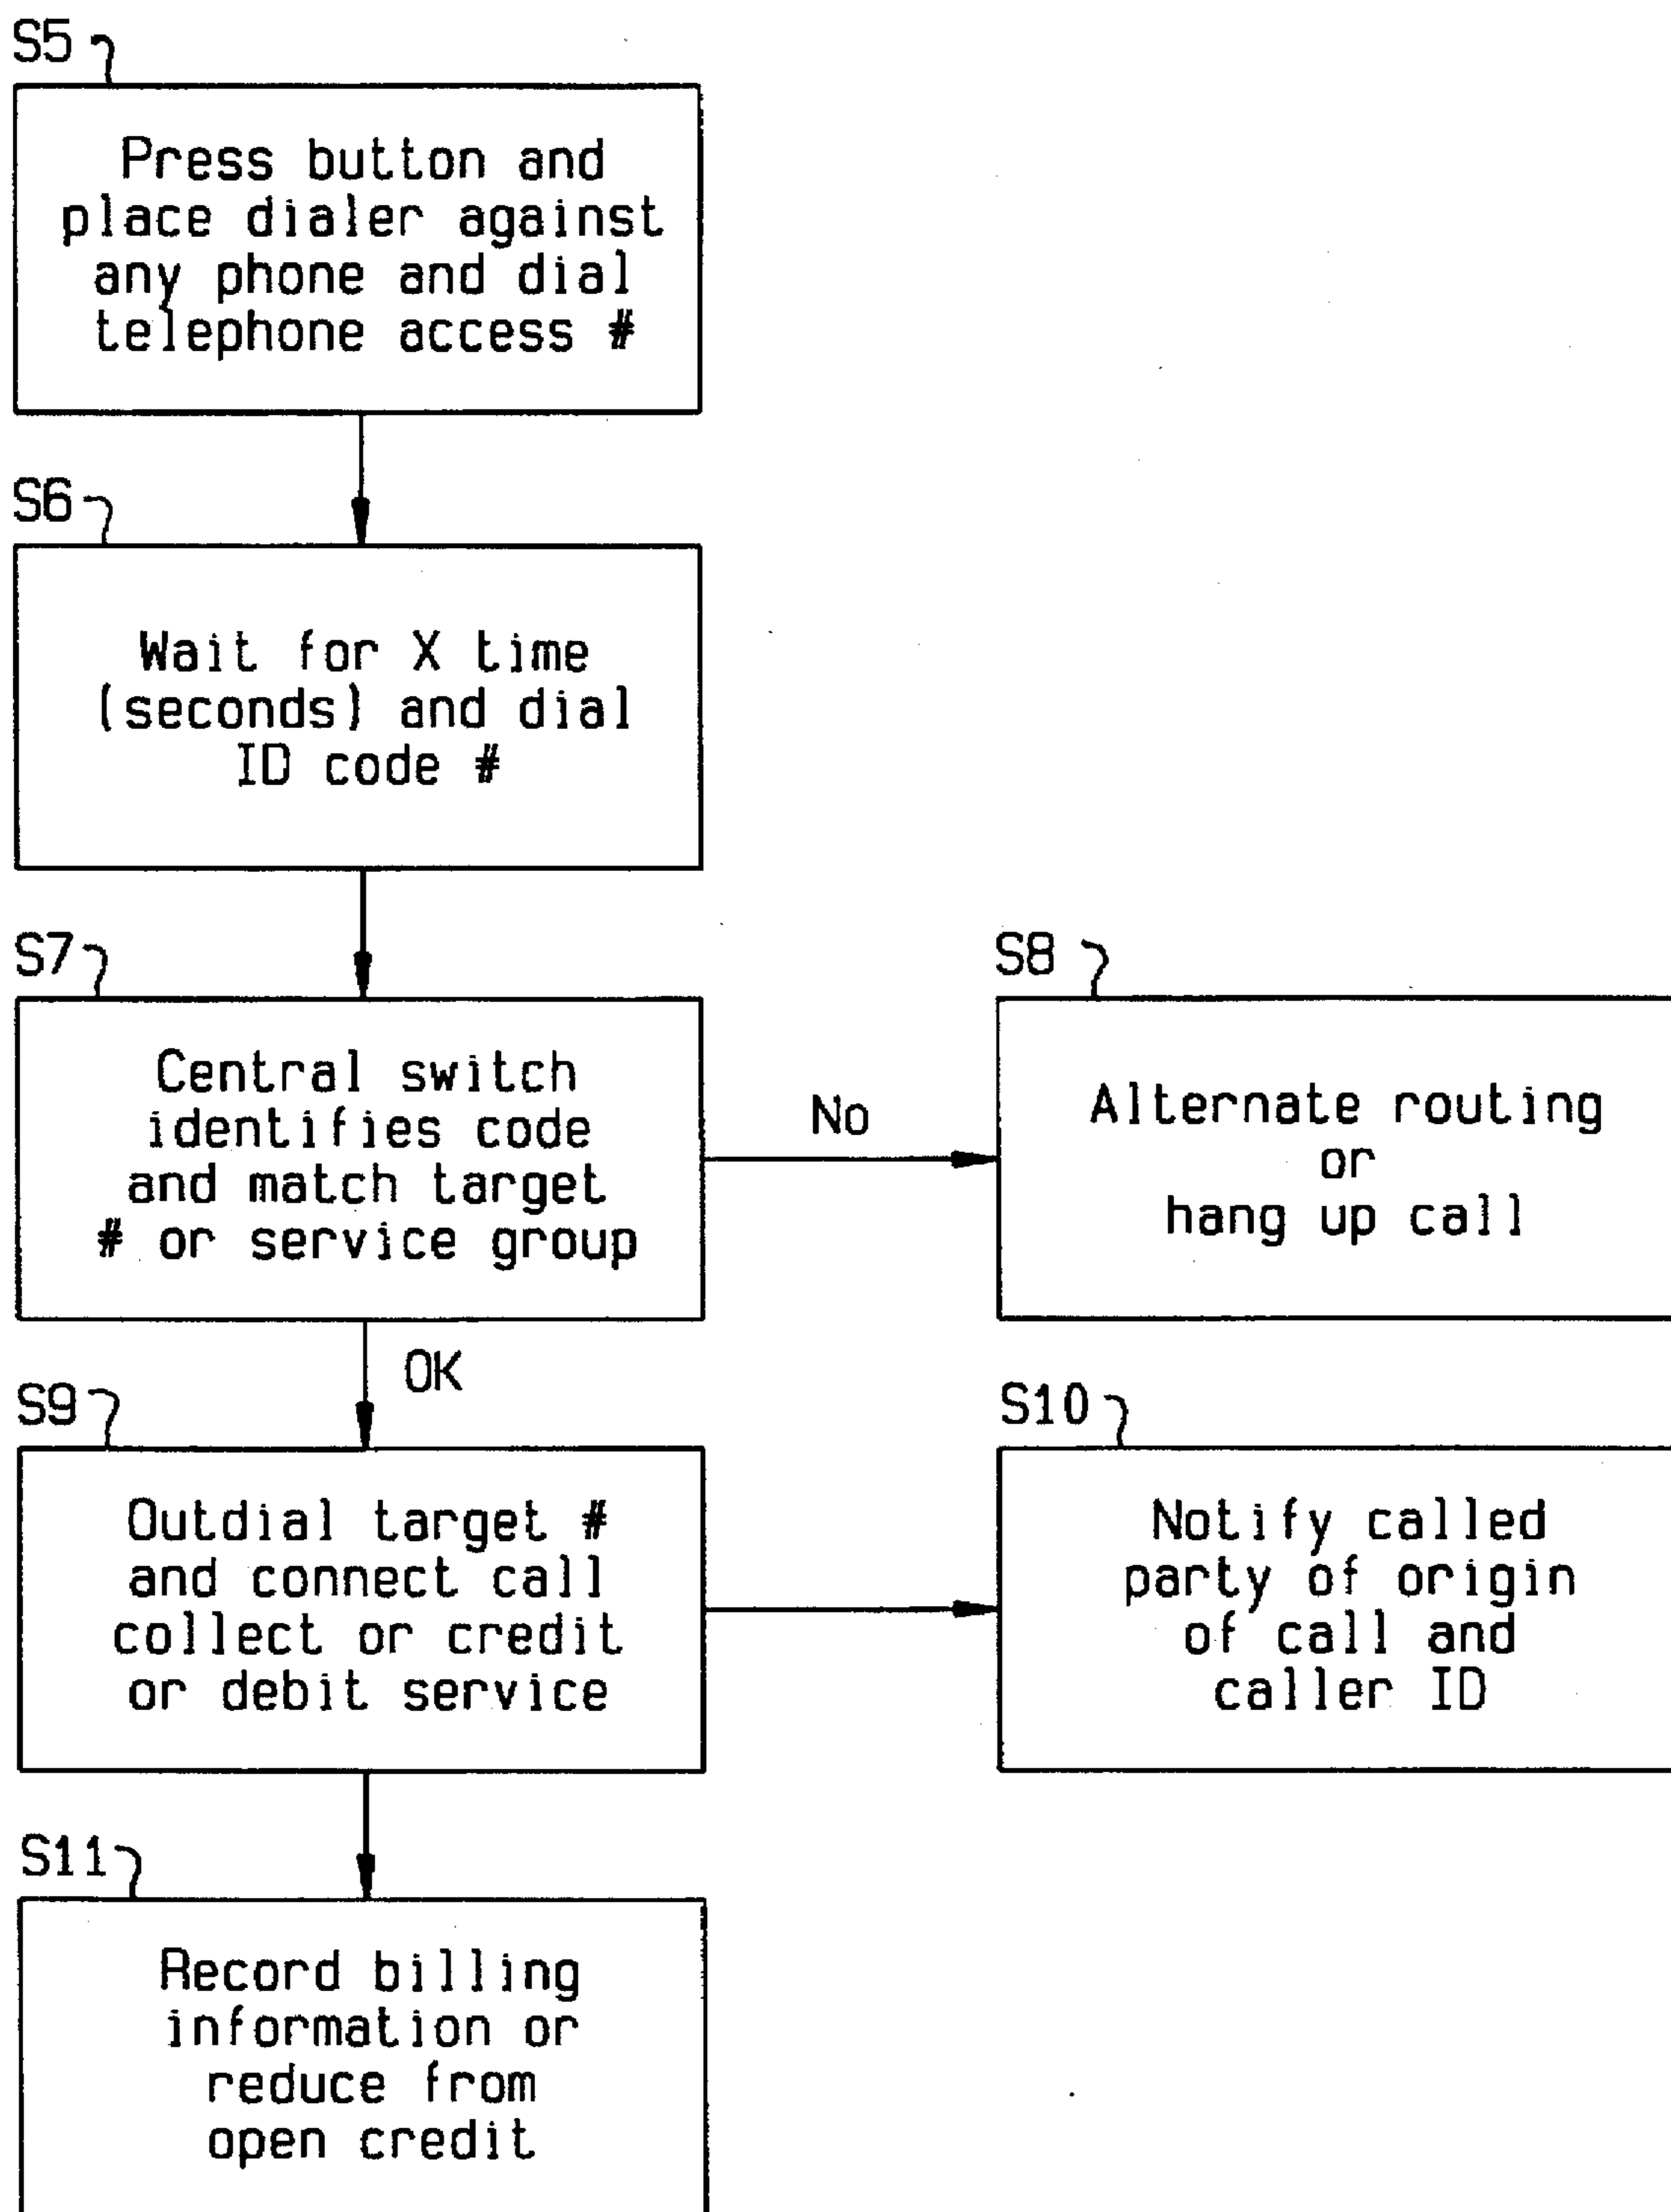 S5
Press button and
place dialer against
any phone and dial
telephone access #
S6
Wait for X time
(seconds) and dial
ID code #
S7
Central switch
identifies code
and match target
# or service group
No
S8
Alternate routing
or
hang up call
OK
S9
Outdial target #
and connect call
collect or credit
or debit service
S10
Notify called
party of origin
of call and
caller ID
S11
Record billing
information or
reduce from
open credit